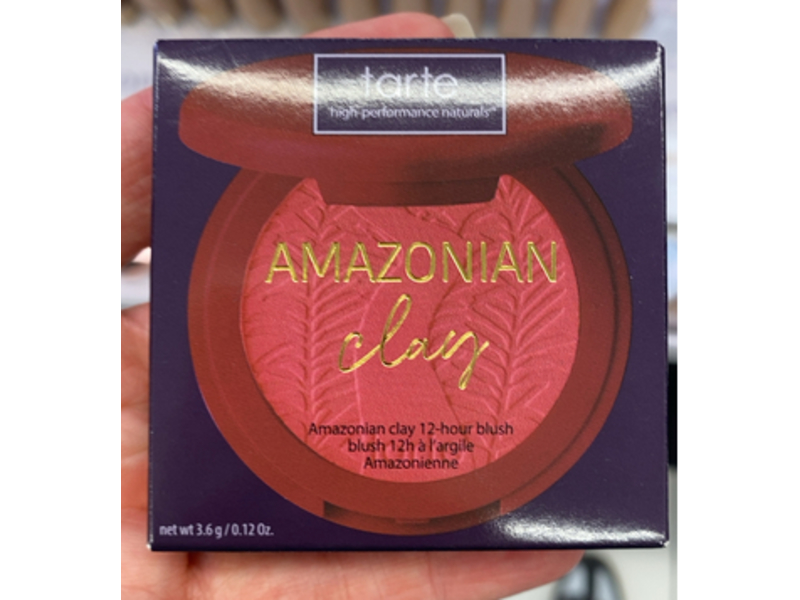 tarte
high-performance naturals™
AMAZONIAN
clay
Amazonian clay 12-hour blush
blush 12h à l'argile
Amazonienne
net wt 3.6 g / 0.12 Oz.